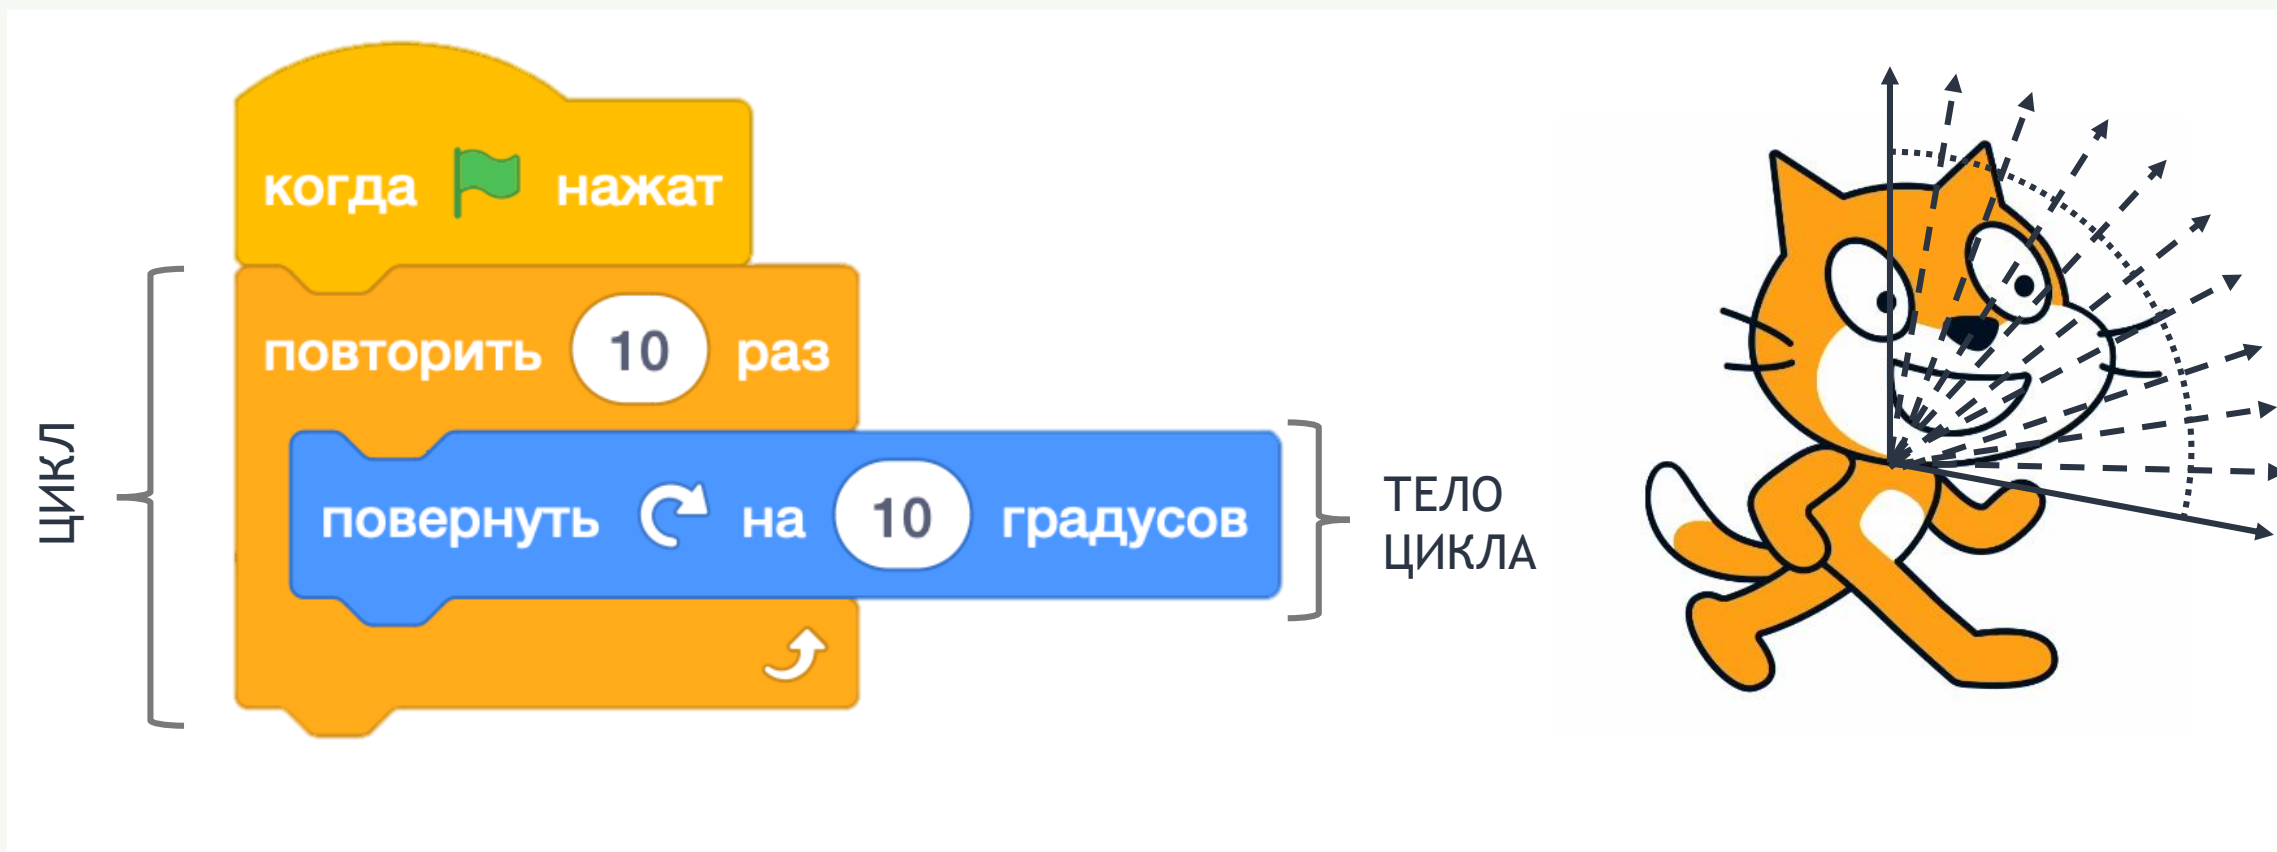 когда нажат
повторить 10 раз
повернуть на 10 градусов
ЦИКЛ
ТЕЛО
ЦИКЛА